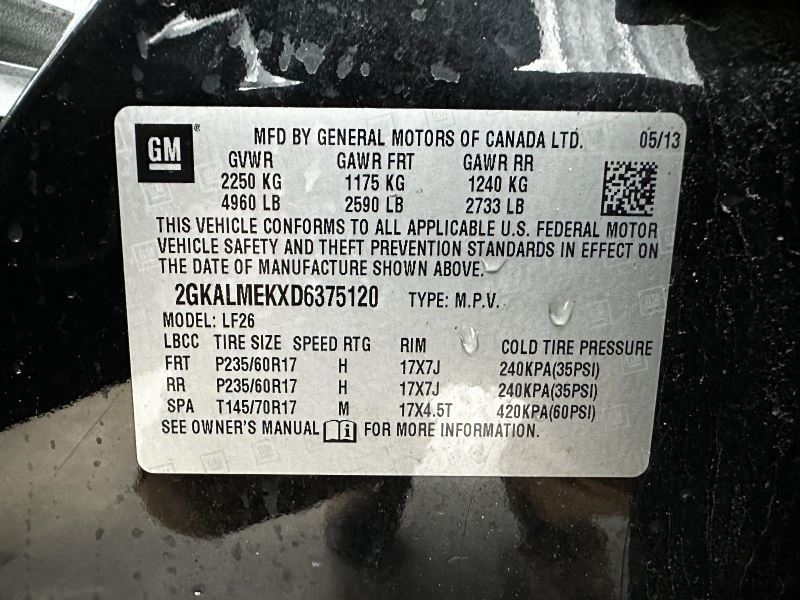 GM® MFD BY GENERAL MOTORS OF CANADA LTD. 05/13
GVWR GAWR FRT GAWR RR
2250 KG 1175 KG 1240 KG
4960 LB 2590 LB 2733 LB
THIS VEHICLE CONFORMS TO ALL APPLICABLE U.S. FEDERAL MOTOR
VEHICLE SAFETY AND THEFT PREVENTION STANDARDS IN EFFECT ON
THE DATE OF MANUFACTURE SHOWN ABOVE.
2GKALMEKXD6375120 TYPE: M.P.V.
MODEL: LF26
LBCC TIRE SIZE SPEED RTG RIM COLD TIRE PRESSURE
FRT P235/60R17 H 17X7J 240KPA(35PSI)
RR P235/60R17 H 17X7J 240KPA(35PSI)
SPA T145/70R17 M 17X4.5T 420KPA(60PSI)
SEE OWNER'S MANUAL FOR MORE INFORMATION.